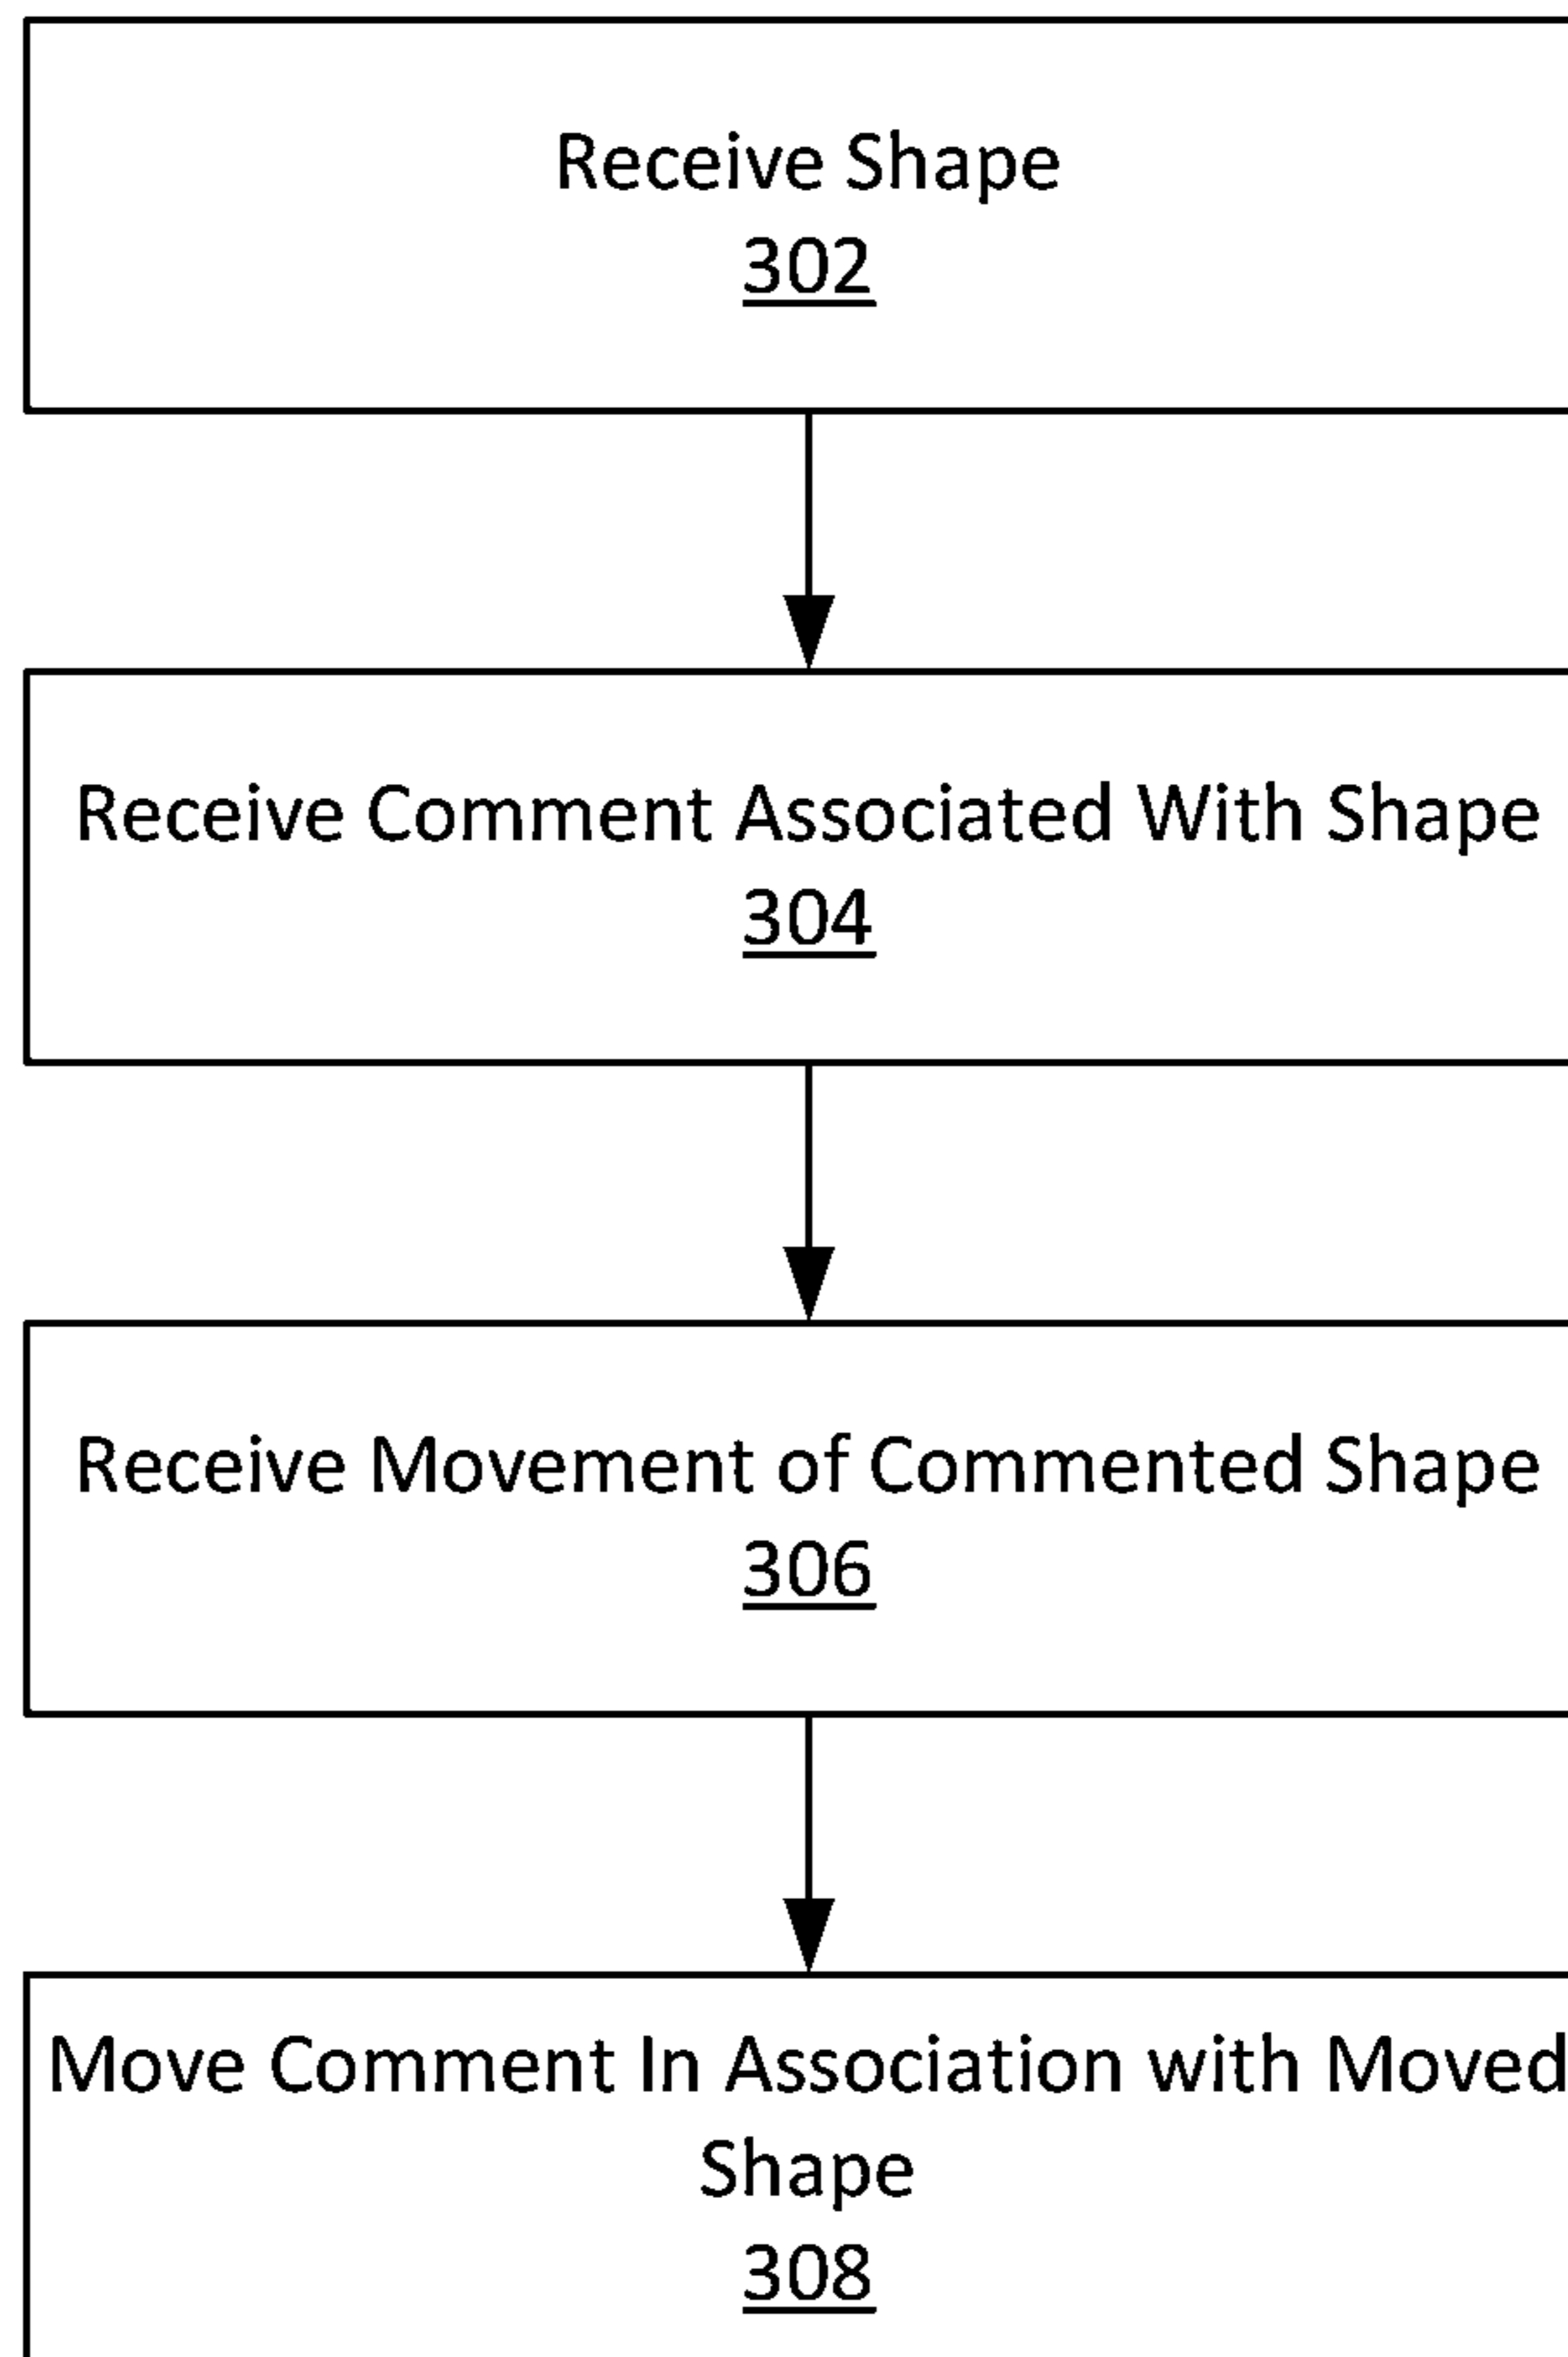 Receive Shape
302
Receive Comment Associated With Shape
304
Receive Movement of Commented Shape
306
Move Comment In Association with Moved
Shape
308